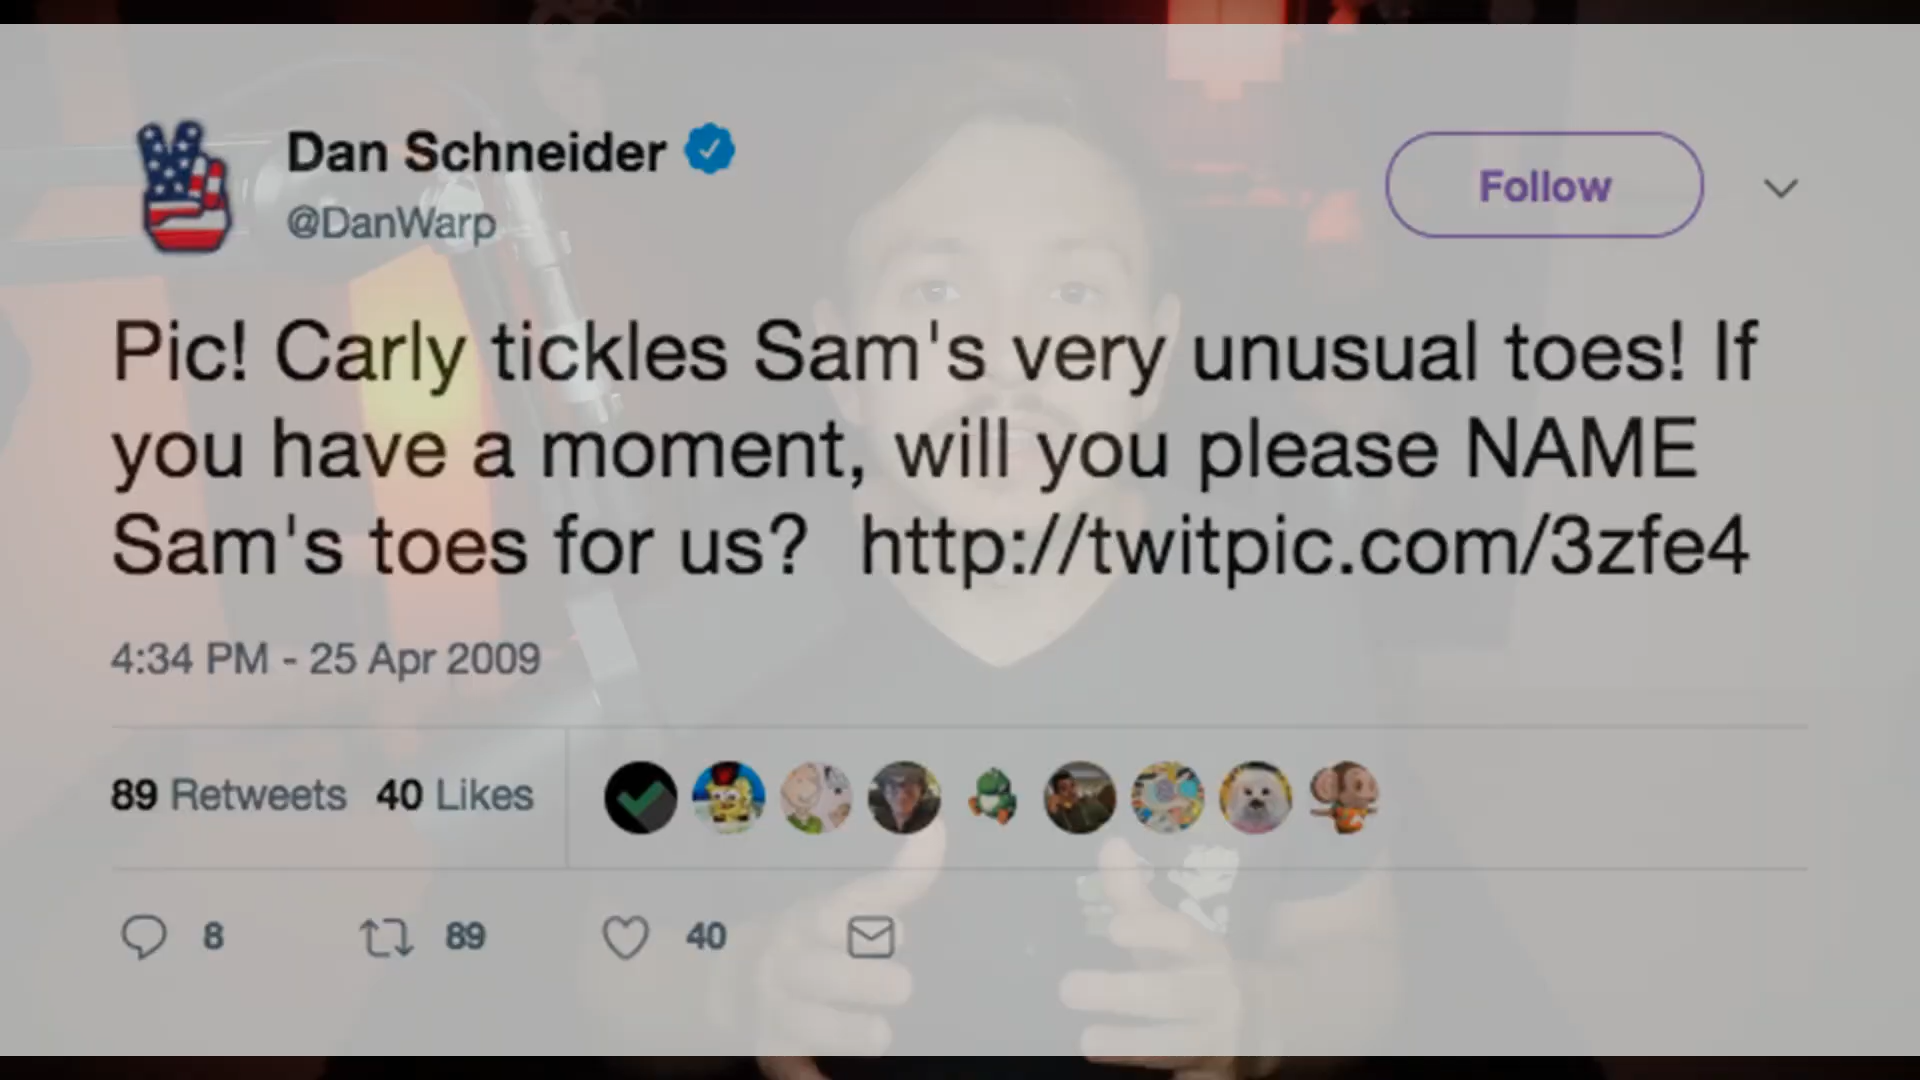 Dan Schneider
@DanWarp
Follow
Pic! Carly tickles Sam's very unusual toes! If
you have a moment, will you please NAME
Sam's toes for us?  http://twitpic.com/3zfe4
4:34 PM - 25 Apr 2009
89 Retweets 40 Likes
8 89 40